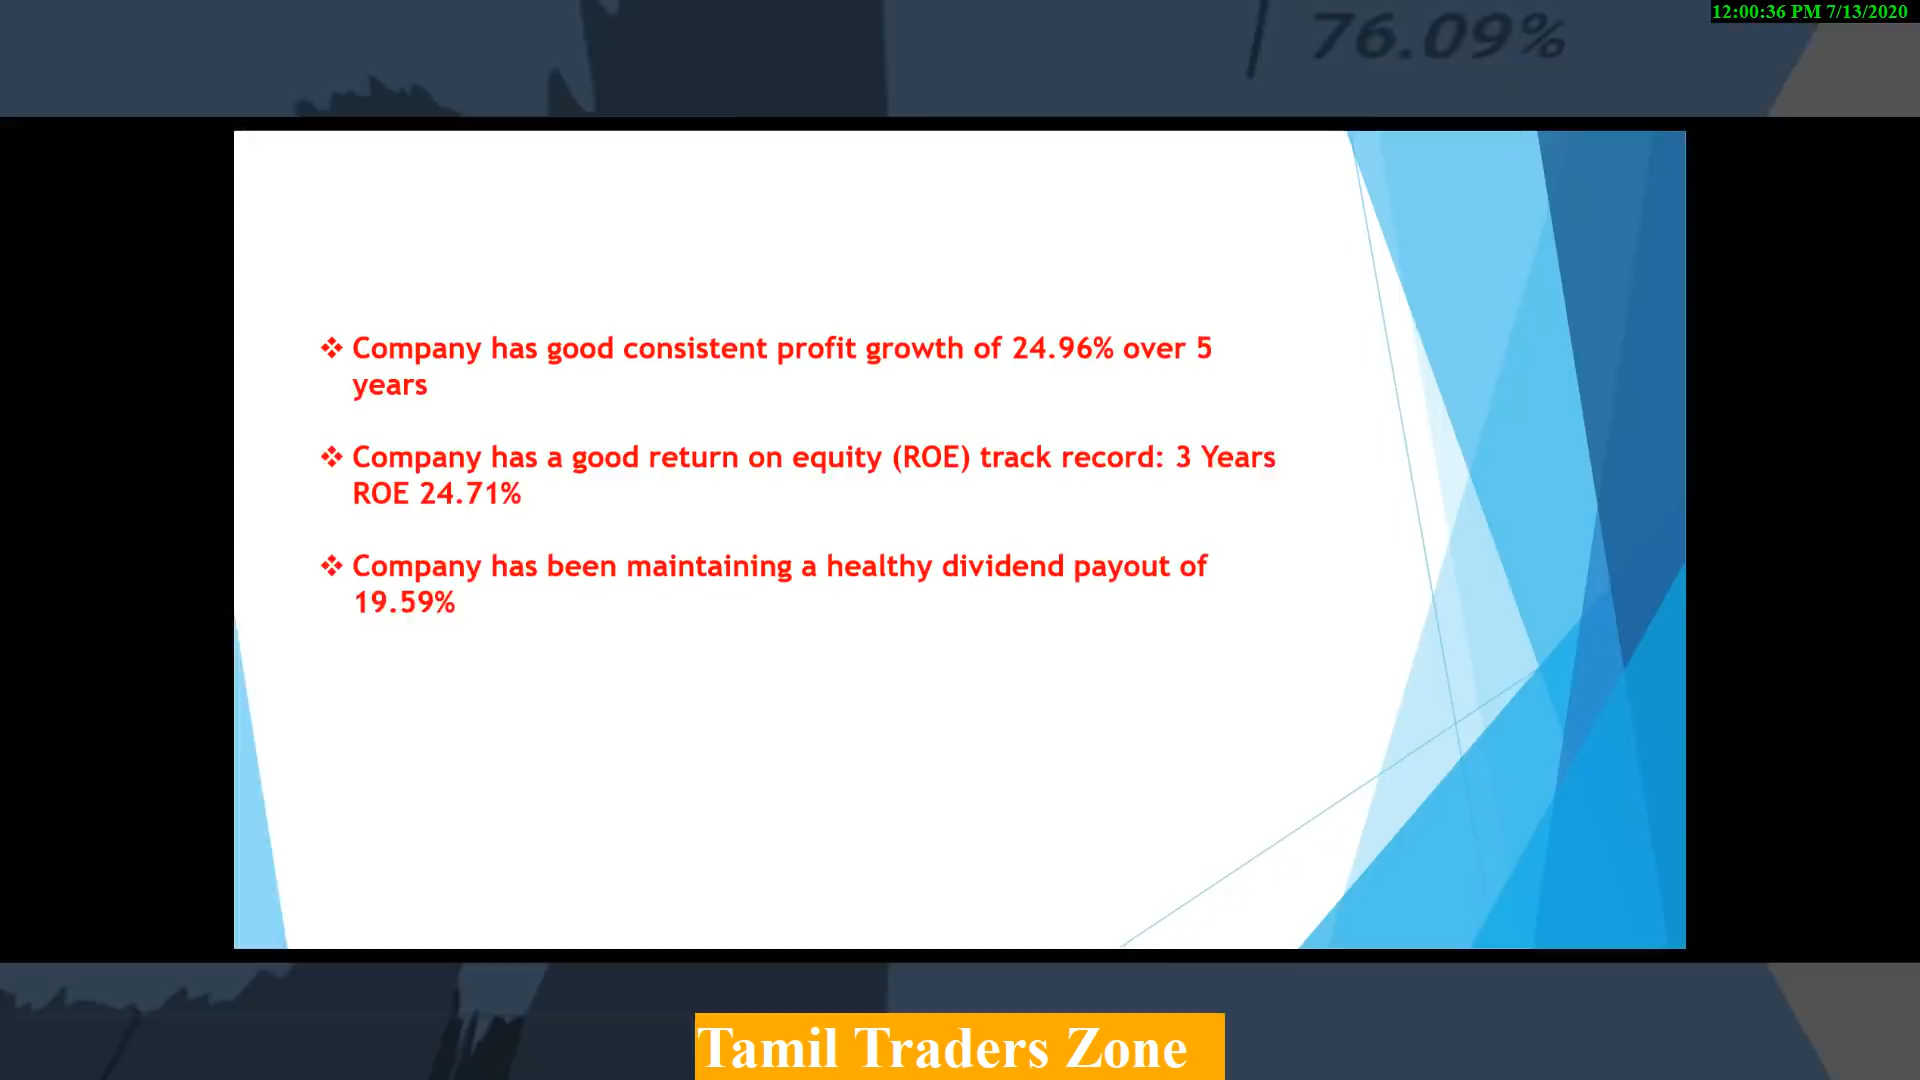 76.09%
12:00:36 PM 7/13/2020
❖ Company has good consistent profit growth of 24.96% over 5
years
❖ Company has a good return on equity (ROE) track record: 3 Years
ROE 24.71%
❖ Company has been maintaining a healthy dividend payout of
19.59%
Tamil Traders Zone